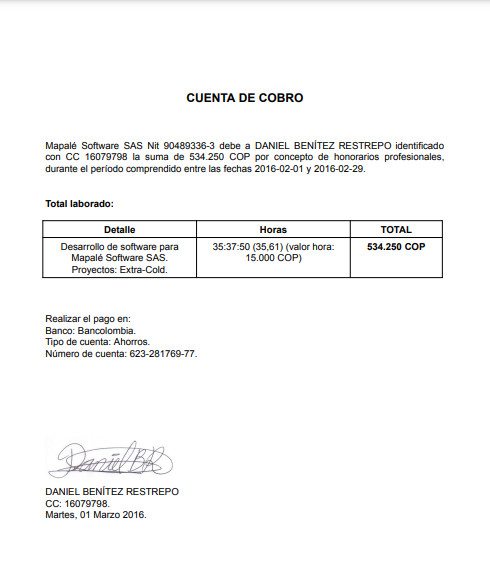 CUENTA DE COBRO
Mapalé Software SAS Nit 90489336-3 debe a DANIEL BENÍTEZ RESTREPO identificado
con CC 16079798 la suma de 534.250 COP por concepto de honorarios profesionales,
durante el período comprendido entre las fechas 2016-02-01 y 2016-02-29.
Total laborado:
Detalle Horas TOTAL
Desarrollo de software para
Mapalé Software SAS.
Proyectos: Extra-Cold.
35:37:50 (35,61) (valor hora:
15.000 COP)
534.250 COP
Realizar el pago en:
Banco: Bancolombia.
Tipo de cuenta: Ahorros.
Número de cuenta: 623-281769-77.
Daniel BR
DANIEL BENÍTEZ RESTREPO
CC: 16079798.
Martes, 01 Marzo 2016.